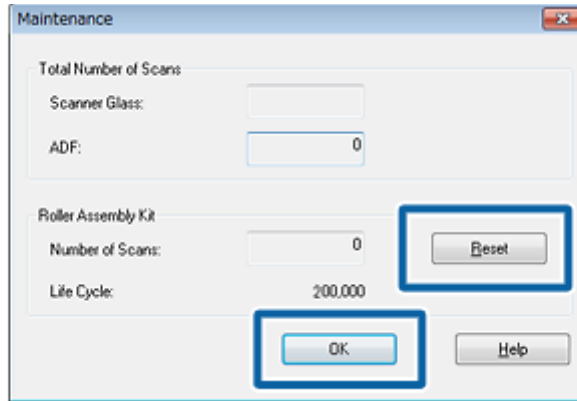 Maintenance
Total Number of Scans
Scanner Glass:
ADF: 0
Roller Assembly Kit
Number of Scans: 0 Reset
Life Cycle: 200,000
OK Help